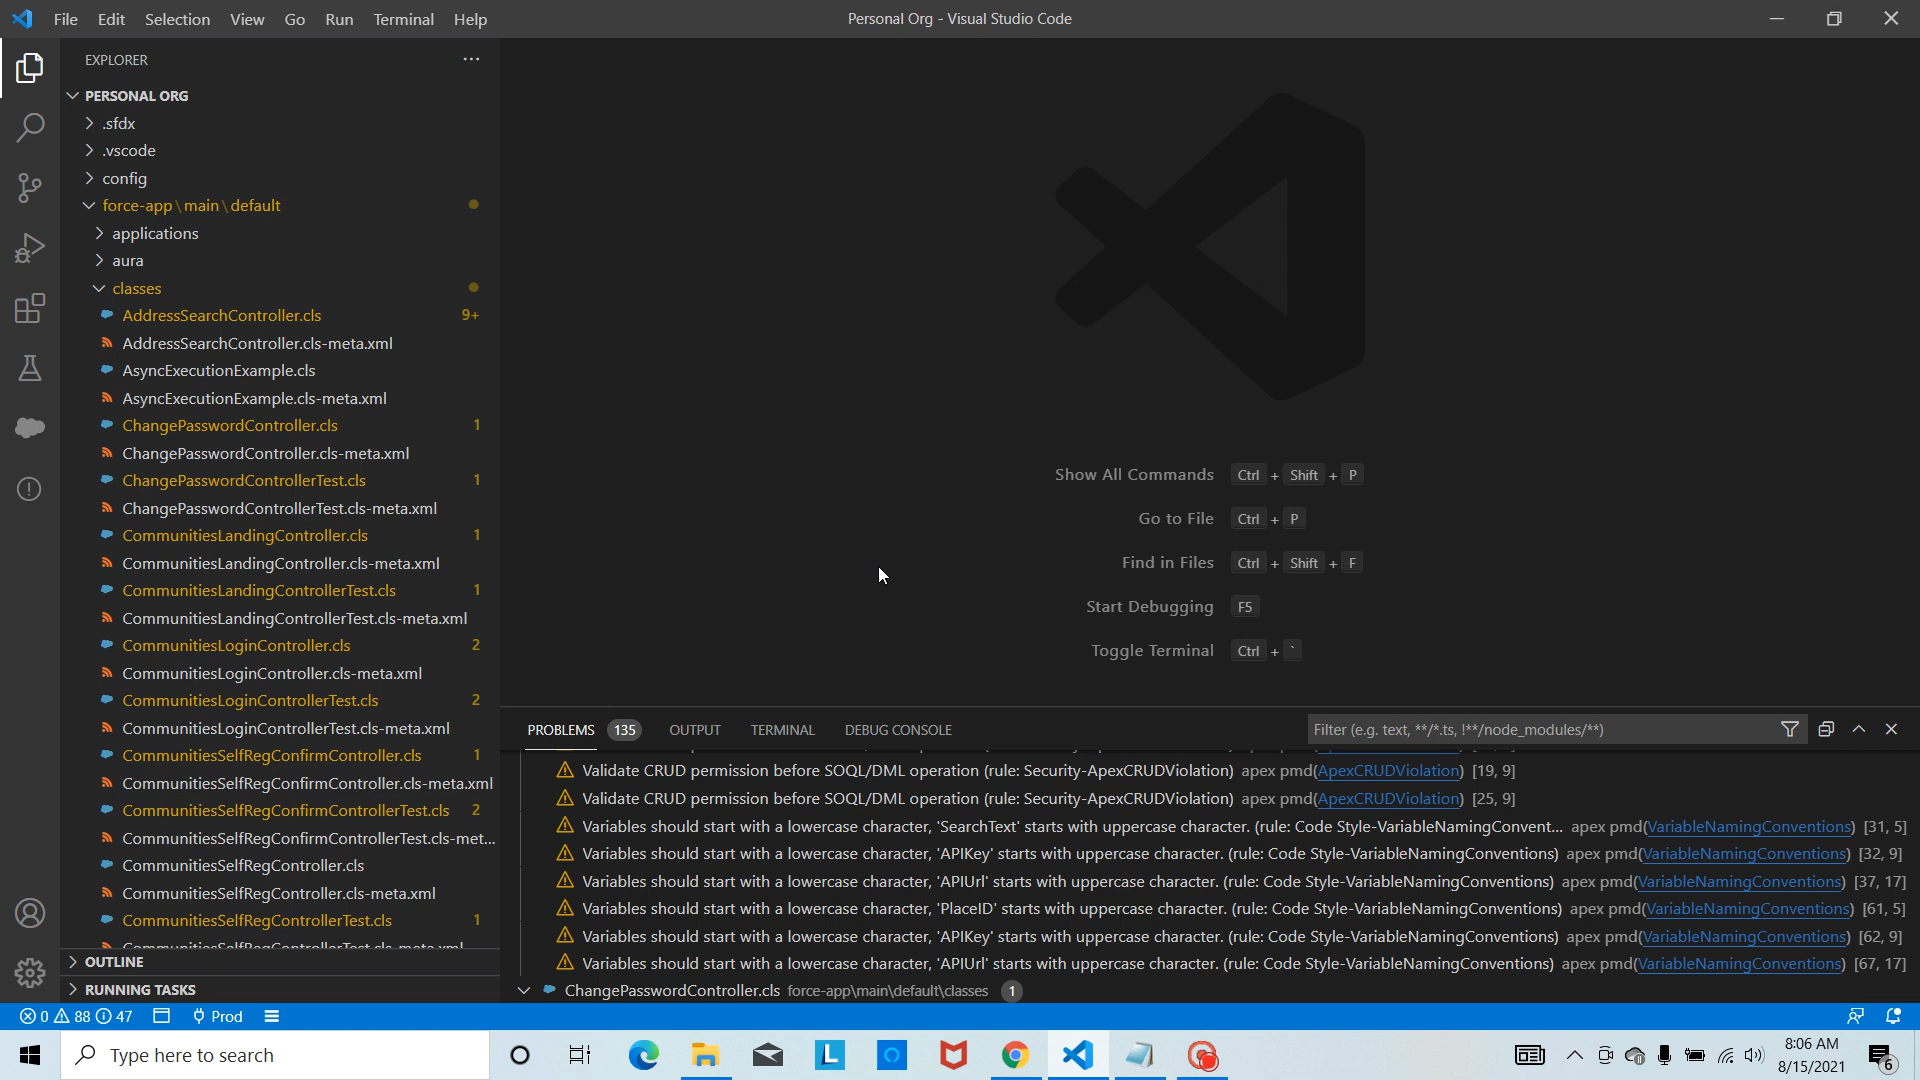 File Edit Selection View Go Run Terminal Help
Personal Org - Visual Studio Code
EXPLORER
PERSONAL ORG
.sfdx
.vscode
config
force-app\main\default
applications
aura
classes
AddressSearchController.cls 9+
AddressSearchController.cls-meta.xml
AsyncExecutionExample.cls
AsyncExecutionExample.cls-meta.xml
ChangePasswordController.cls 1
ChangePasswordController.cls-meta.xml
ChangePasswordControllerTest.cls 1
ChangePasswordControllerTest.cls-meta.xml
CommunitiesLandingController.cls 1
CommunitiesLandingController.cls-meta.xml
CommunitiesLandingControllerTest.cls 1
CommunitiesLandingControllerTest.cls-meta.xml
CommunitiesLoginController.cls 2
CommunitiesLoginController.cls-meta.xml
CommunitiesLoginControllerTest.cls 2
CommunitiesLoginControllerTest.cls-meta.xml
CommunitiesSelfRegConfirmController.cls 1
CommunitiesSelfRegConfirmController.cls-meta.xml
CommunitiesSelfRegConfirmControllerTest.cls 2
CommunitiesSelfRegConfirmControllerTest.cls-met...
CommunitiesSelfRegController.cls
CommunitiesSelfRegController.cls-meta.xml
CommunitiesSelfRegControllerTest.cls 1
CommunitiesSelfRegControllerTest.cls-meta.xml
OUTLINE
RUNNING TASKS
Show All Commands Ctrl + Shift + P
Go to File Ctrl + P
Find in Files Ctrl + Shift + F
Start Debugging F5
Toggle Terminal Ctrl + `
PROBLEMS 135 OUTPUT TERMINAL DEBUG CONSOLE
Filter (e.g. text, **/*.ts, !**/node_modules/**)
Validate CRUD permission before SOQL/DML operation (rule: Security-ApexCRUDViolation) apex pmd(ApexCRUDViolation) [19, 9]
Validate CRUD permission before SOQL/DML operation (rule: Security-ApexCRUDViolation) apex pmd(ApexCRUDViolation) [25, 9]
Variables should start with a lowercase character, 'SearchText' starts with uppercase character. (rule: Code Style-VariableNamingConvent... apex pmd(VariableNamingConventions) [31, 5]
Variables should start with a lowercase character, 'APIKey' starts with uppercase character. (rule: Code Style-VariableNamingConventions) apex pmd(VariableNamingConventions) [32, 9]
Variables should start with a lowercase character, 'APIUrl' starts with uppercase character. (rule: Code Style-VariableNamingConventions) apex pmd(VariableNamingConventions) [37, 17]
Variables should start with a lowercase character, 'PlaceID' starts with uppercase character. (rule: Code Style-VariableNamingConventions) apex pmd(VariableNamingConventions) [61, 5]
Variables should start with a lowercase character, 'APIKey' starts with uppercase character. (rule: Code Style-VariableNamingConventions) apex pmd(VariableNamingConventions) [62, 9]
Variables should start with a lowercase character, 'APIUrl' starts with uppercase character. (rule: Code Style-VariableNamingConventions) apex pmd(VariableNamingConventions) [67, 17]
ChangePasswordController.cls force-app\main\default\classes 1
0 88 47 Prod
Type here to search
L
8:06 AM
8/15/2021
6